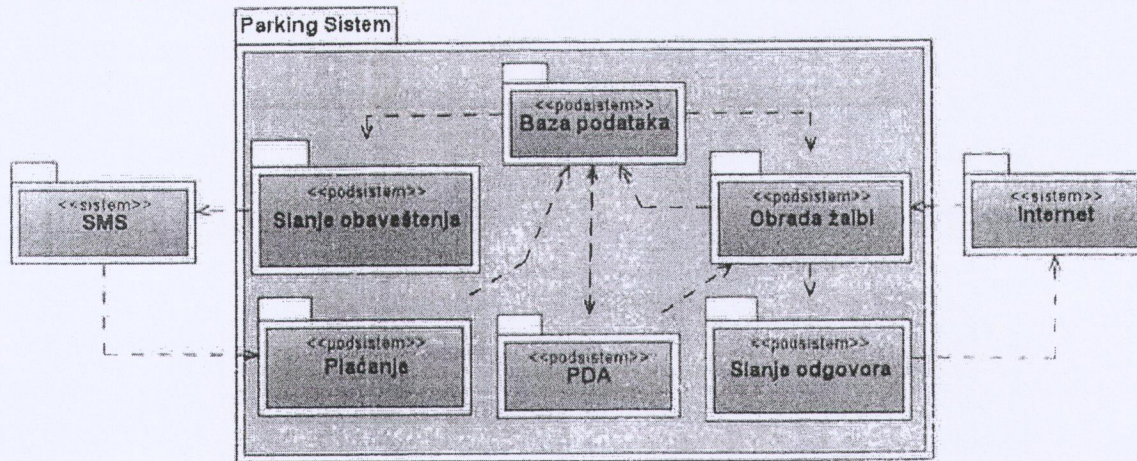 Parking Sistem
<<podsistem>>
Baza podataka
<<podsistem>>
Slanje obaveštenja
<<podsistem>>
Obrada žalbi
<<sistem>>
SMS
<<sistem>>
Internet
<<podsistem>>
Plaćanje
<<podsistem>>
PDA
<<podsistem>>
Slanje odgovora